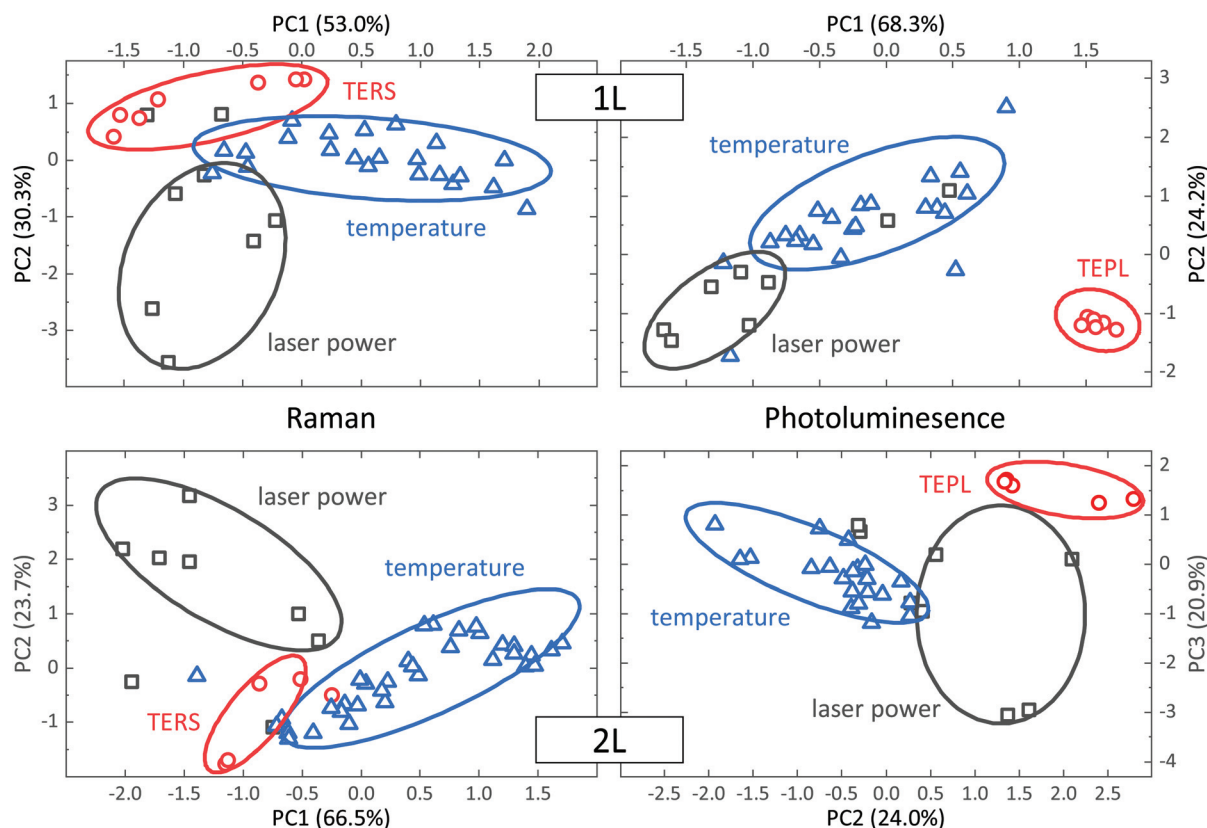 PC1 (53.0%)
PC1 (68.3%)
-1.5 -1.0 -0.5 0.0 0.5 1.0 1.5 2.0
-1.5 -1.0 -0.5 0.0 0.5 1.0 1.5
1L
TERS
temperature
laser power
PC2 (30.3%)
1
0
-1
-2
-3
temperature
TEPL
laser power
3
2
1
0
-1
-2
PC2 (24.2%)
Raman
Photoluminesence
laser power
temperature
TERS
PC2 (23.7%)
3
2
1
0
-1
TEPL
temperature
laser power
2
1
0
-1
-2
-3
-4
PC3 (20.9%)
2L
-2.0 -1.5 -1.0 -0.5 0.0 0.5 1.0 1.5
-2.5 -2.0 -1.5 -1.0 -0.5 0.0 0.5 1.0 1.5 2.0 2.5
PC1 (66.5%)
PC2 (24.0%)